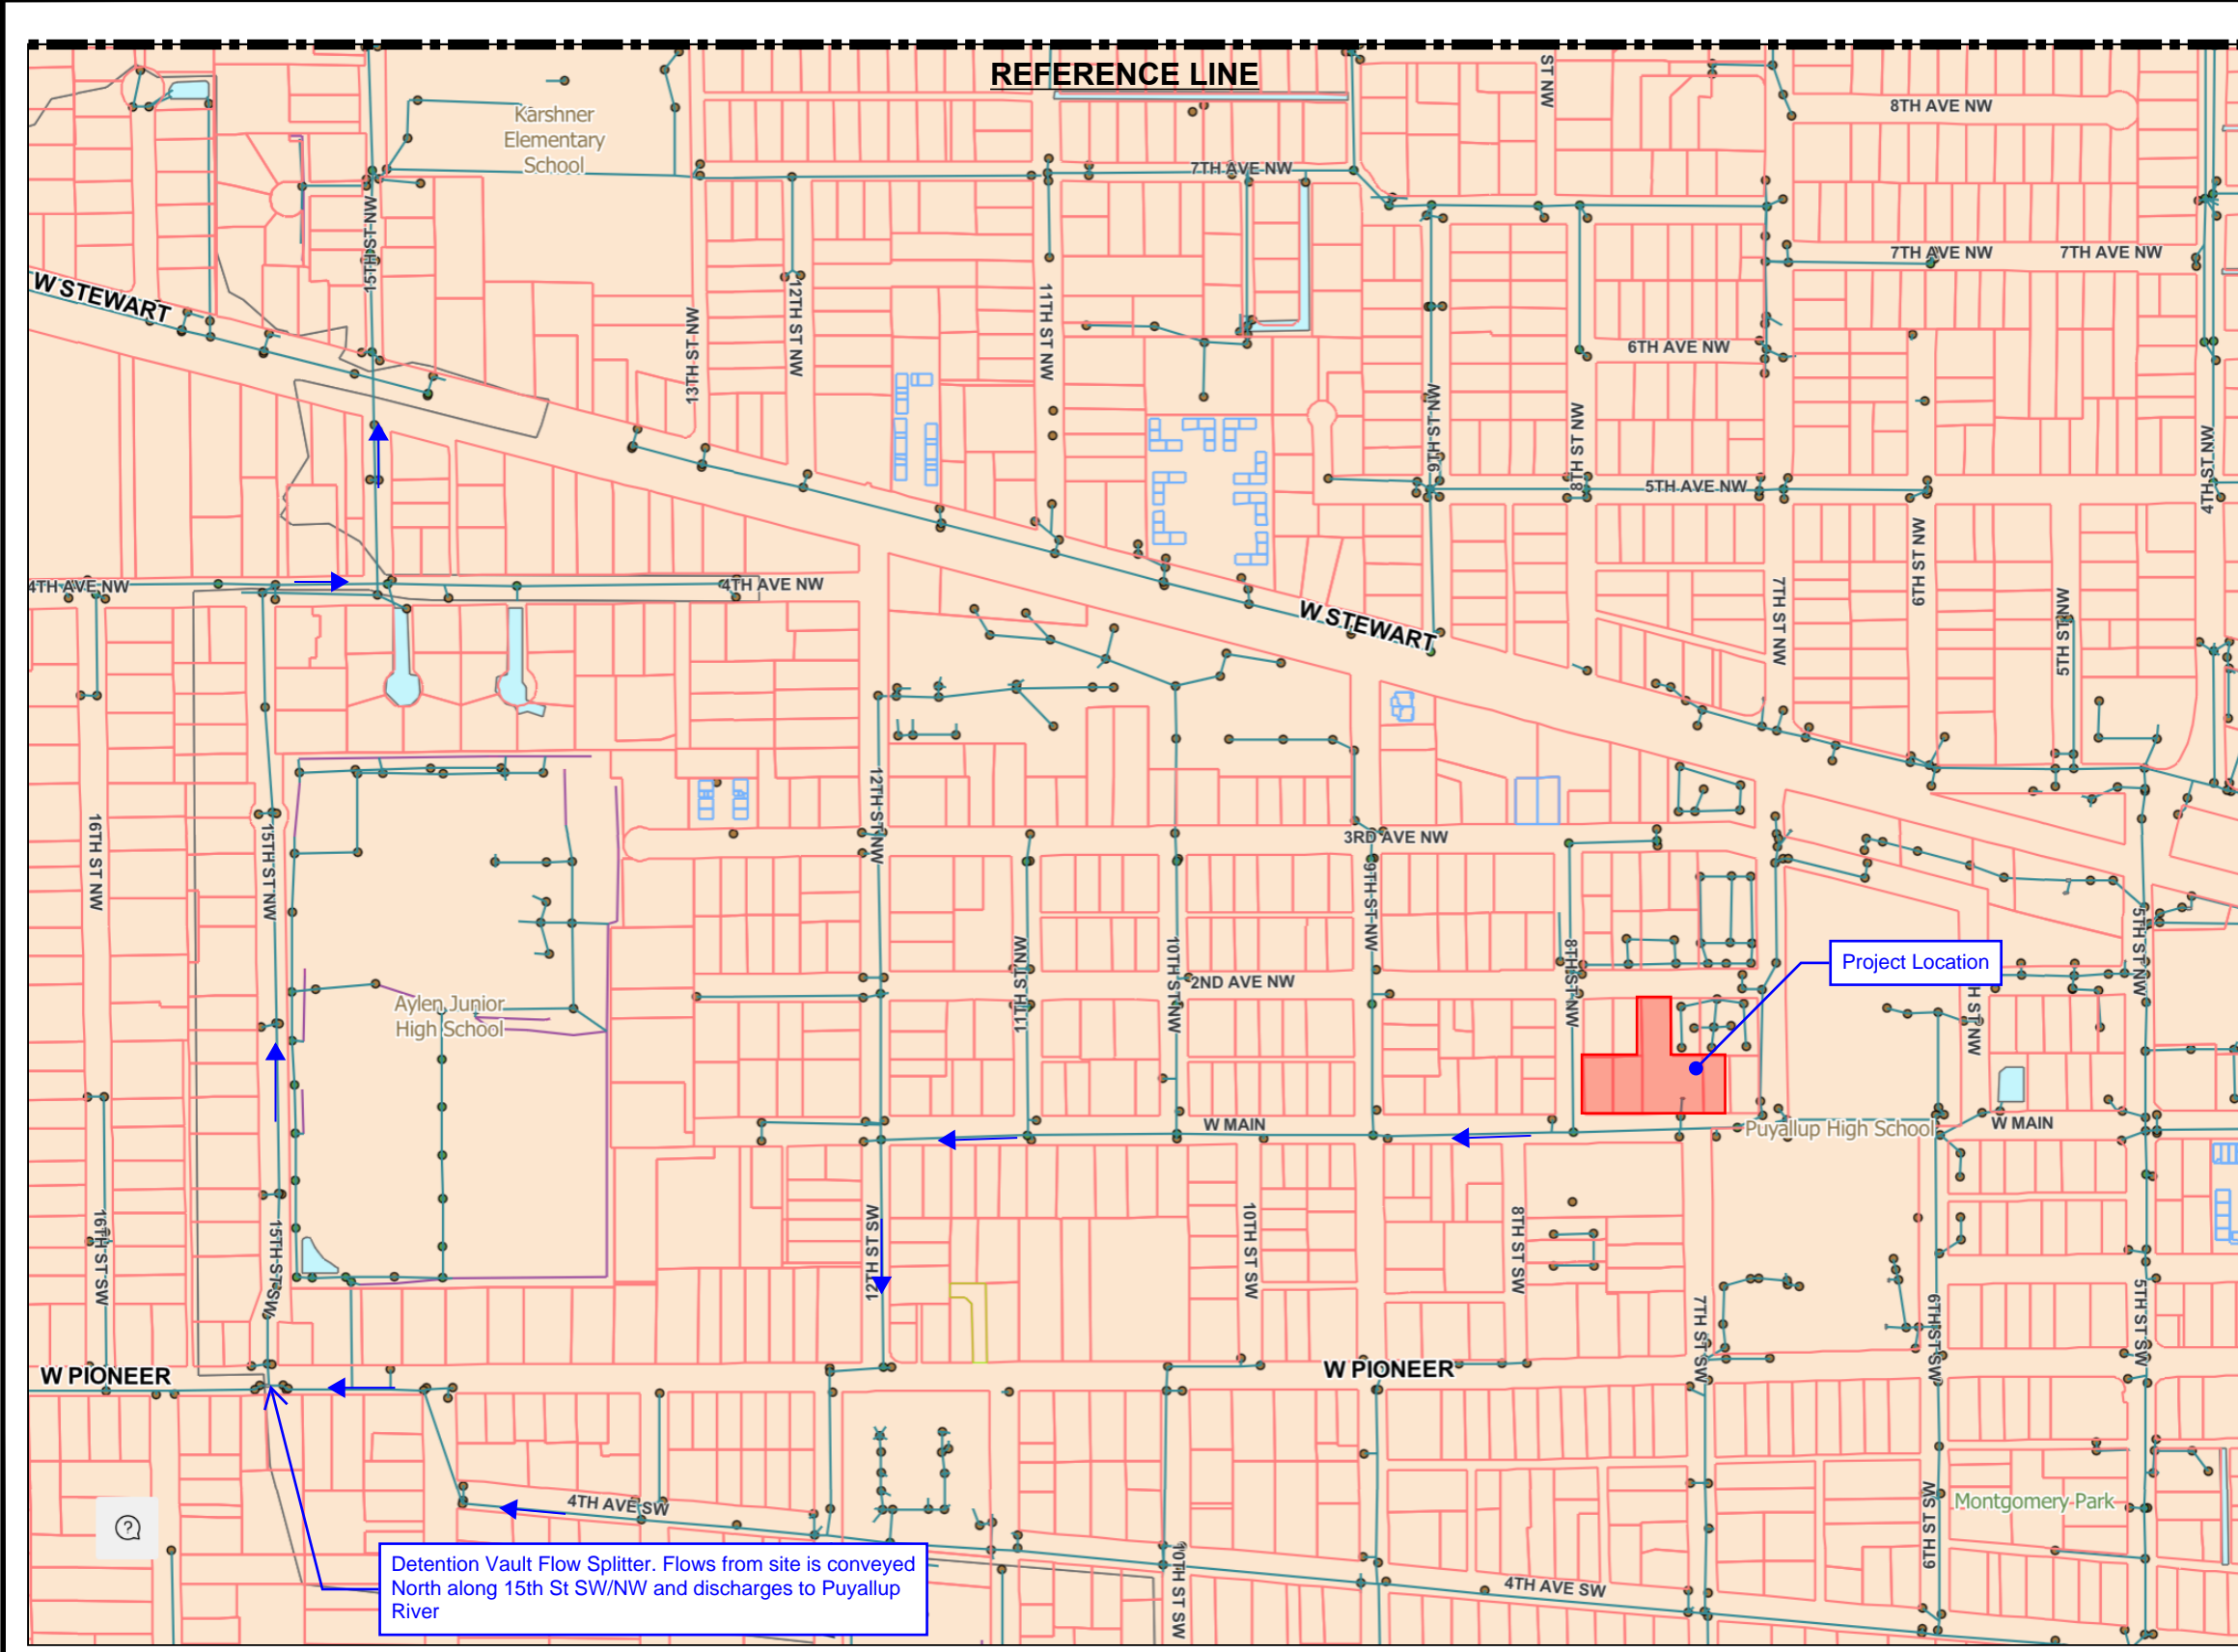 REFERENCE LINE
ST NW
8TH AVE NW
Karshner
Elementary
School
7TH AVE NW
15TH ST NW
7TH AVE NW
7TH AVE NW
W STEWART
13TH ST NW
12TH ST NW
11TH ST NW
6TH AVE NW
9TH ST NW
8TH ST NW
4TH ST NW
5TH AVE NW
6TH ST NW
4TH AVE NW
4TH AVE NW
W STEWART
7TH ST NW
5TH ST NW
16TH ST NW
15TH ST NW
12TH ST NW
3RD AVE NW
9TH ST NW
11TH ST NW
10TH ST NW
8TH ST NW
5TH ST NW
Project Location
2ND AVE NW
H ST NW
Aylen Junior
High School
W MAIN
Puyallup High School
W MAIN
16TH ST SW
15TH ST SW
12TH ST SW
10TH ST SW
8TH ST SW
7TH ST SW
6TH ST SW
5TH ST SW
W PIONEER
W PIONEER
4TH AVE SW
6TH ST SW
Montgomery Park
Detention Vault Flow Splitter. Flows from site is conveyed
North along 15th St SW/NW and discharges to Puyallup
River
10TH ST SW
4TH AVE SW